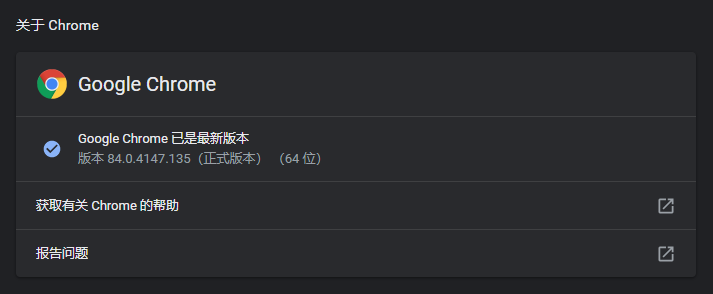 关于 Chrome
Google Chrome
Google Chrome 已是最新版本
版本 84.0.4147.135（正式版本） （64 位）
获取有关 Chrome 的帮助
报告问题